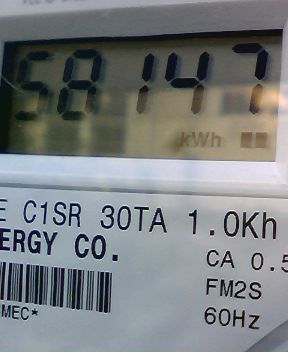 58147
kWh
E C1SR 30TA 1.0Kh
ERGY CO.
CA 0.5
FM2S
60Hz
MEC*